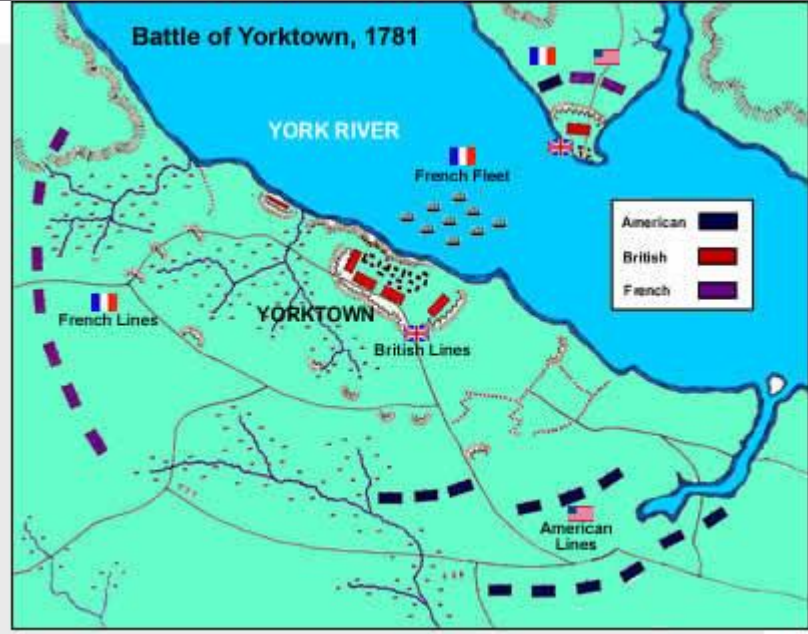 Battle of Yorktown, 1781
YORK RIVER
French Fleet
American
British
French
French Lines
YORKTOWN
British Lines
American
Lines